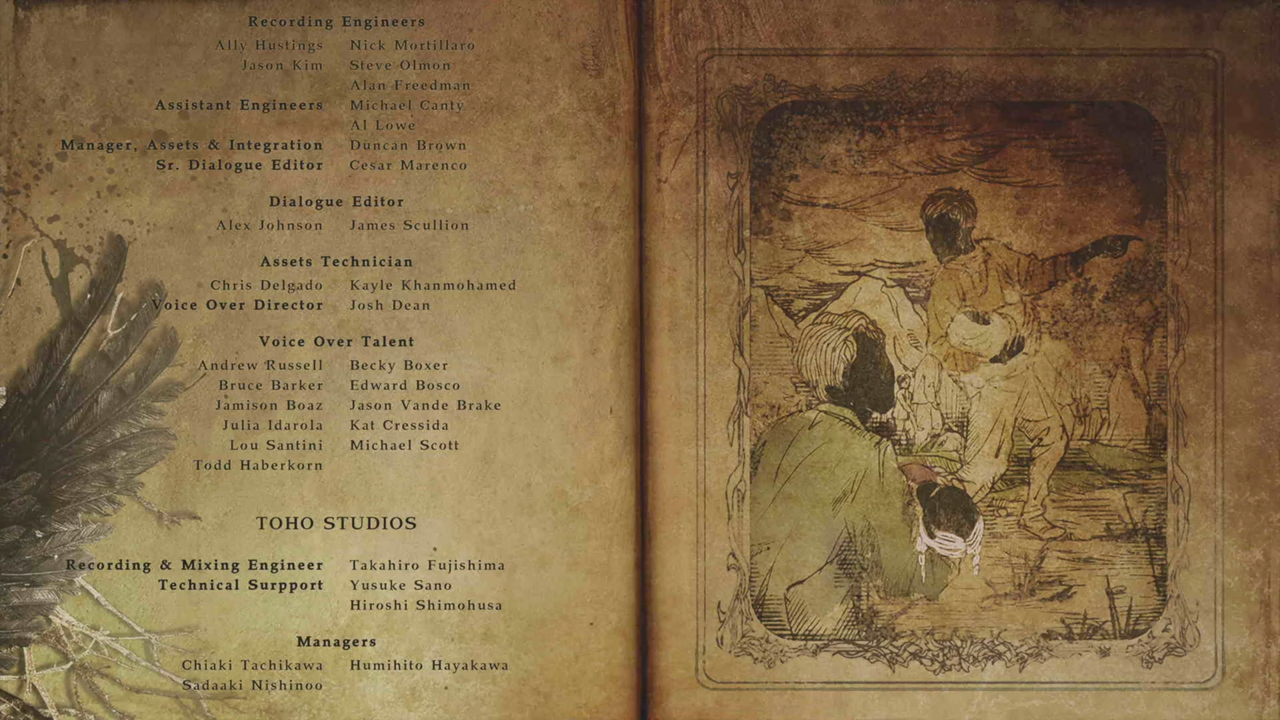 Recording Engineers
Ally Hustings Nick Mortillaro
Jason Kim Steve Olmon
Alan Freedman
Assistant Engineers Michael Canty
Al Lowe
Manager, Assets & Integration Duncan Brown
Sr. Dialogue Editor Cesar Marenco
Dialogue Editor
Alex Johnson James Scullion
Assets Technician
Chris Delgado Kayle Khanmohamed
Voice Over Director Josh Dean
Voice Over Talent
Andrew Russell Becky Boxer
Bruce Barker Edward Bosco
Jamison Boaz Jason Vande Brake
Julia Idarola Kat Cressida
Lou Santini Michael Scott
Todd Haberkorn
TOHO STUDIOS
Recording & Mixing Engineer Takahiro Fujishima
Technical Surpport Yusuke Sano
Hiroshi Shimohusa
Managers
Chiaki Tachikawa Humihito Hayakawa
Sadaaki Nishinoo